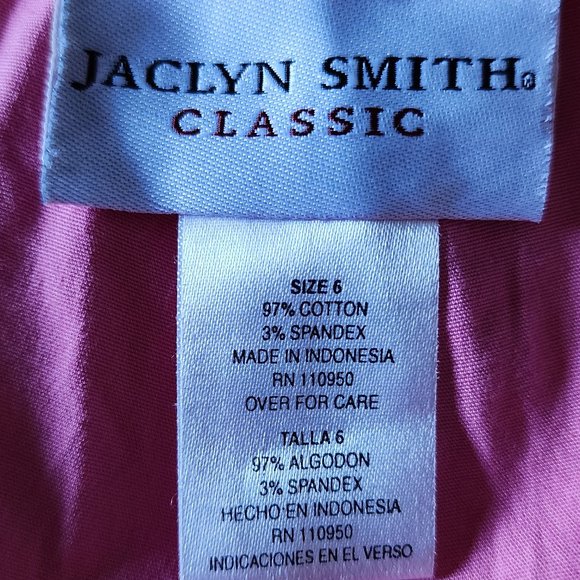 JACLYN SMITH®
CLASSIC
SIZE 6
97% COTTON
3% SPANDEX
MADE IN INDONESIA
RN 110950
OVER FOR CARE
TALLA 6
97% ALGODON
3% SPANDEX
HECHO EN INDONESIA
RN 110950
INDICACIONES EN EL VERSO